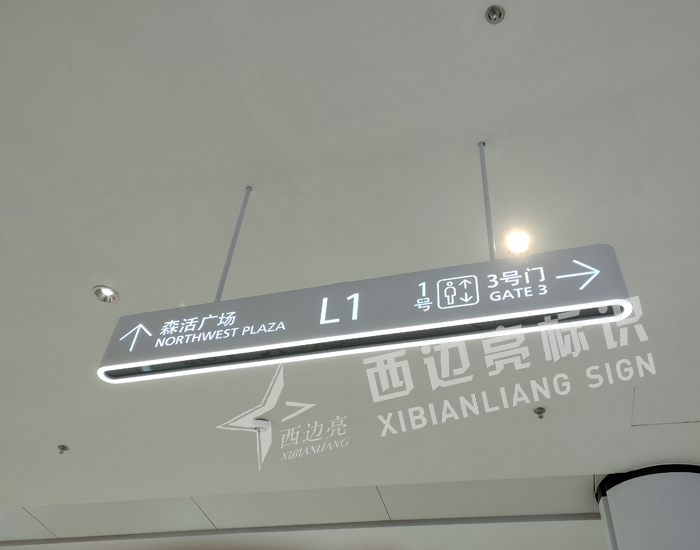 森活广场
NORTHWEST PLAZA
L1
1
号
3号门
GATE 3
西边亮标识
XIBIANLIANG SIGN
西边亮
XIBIANLIANG